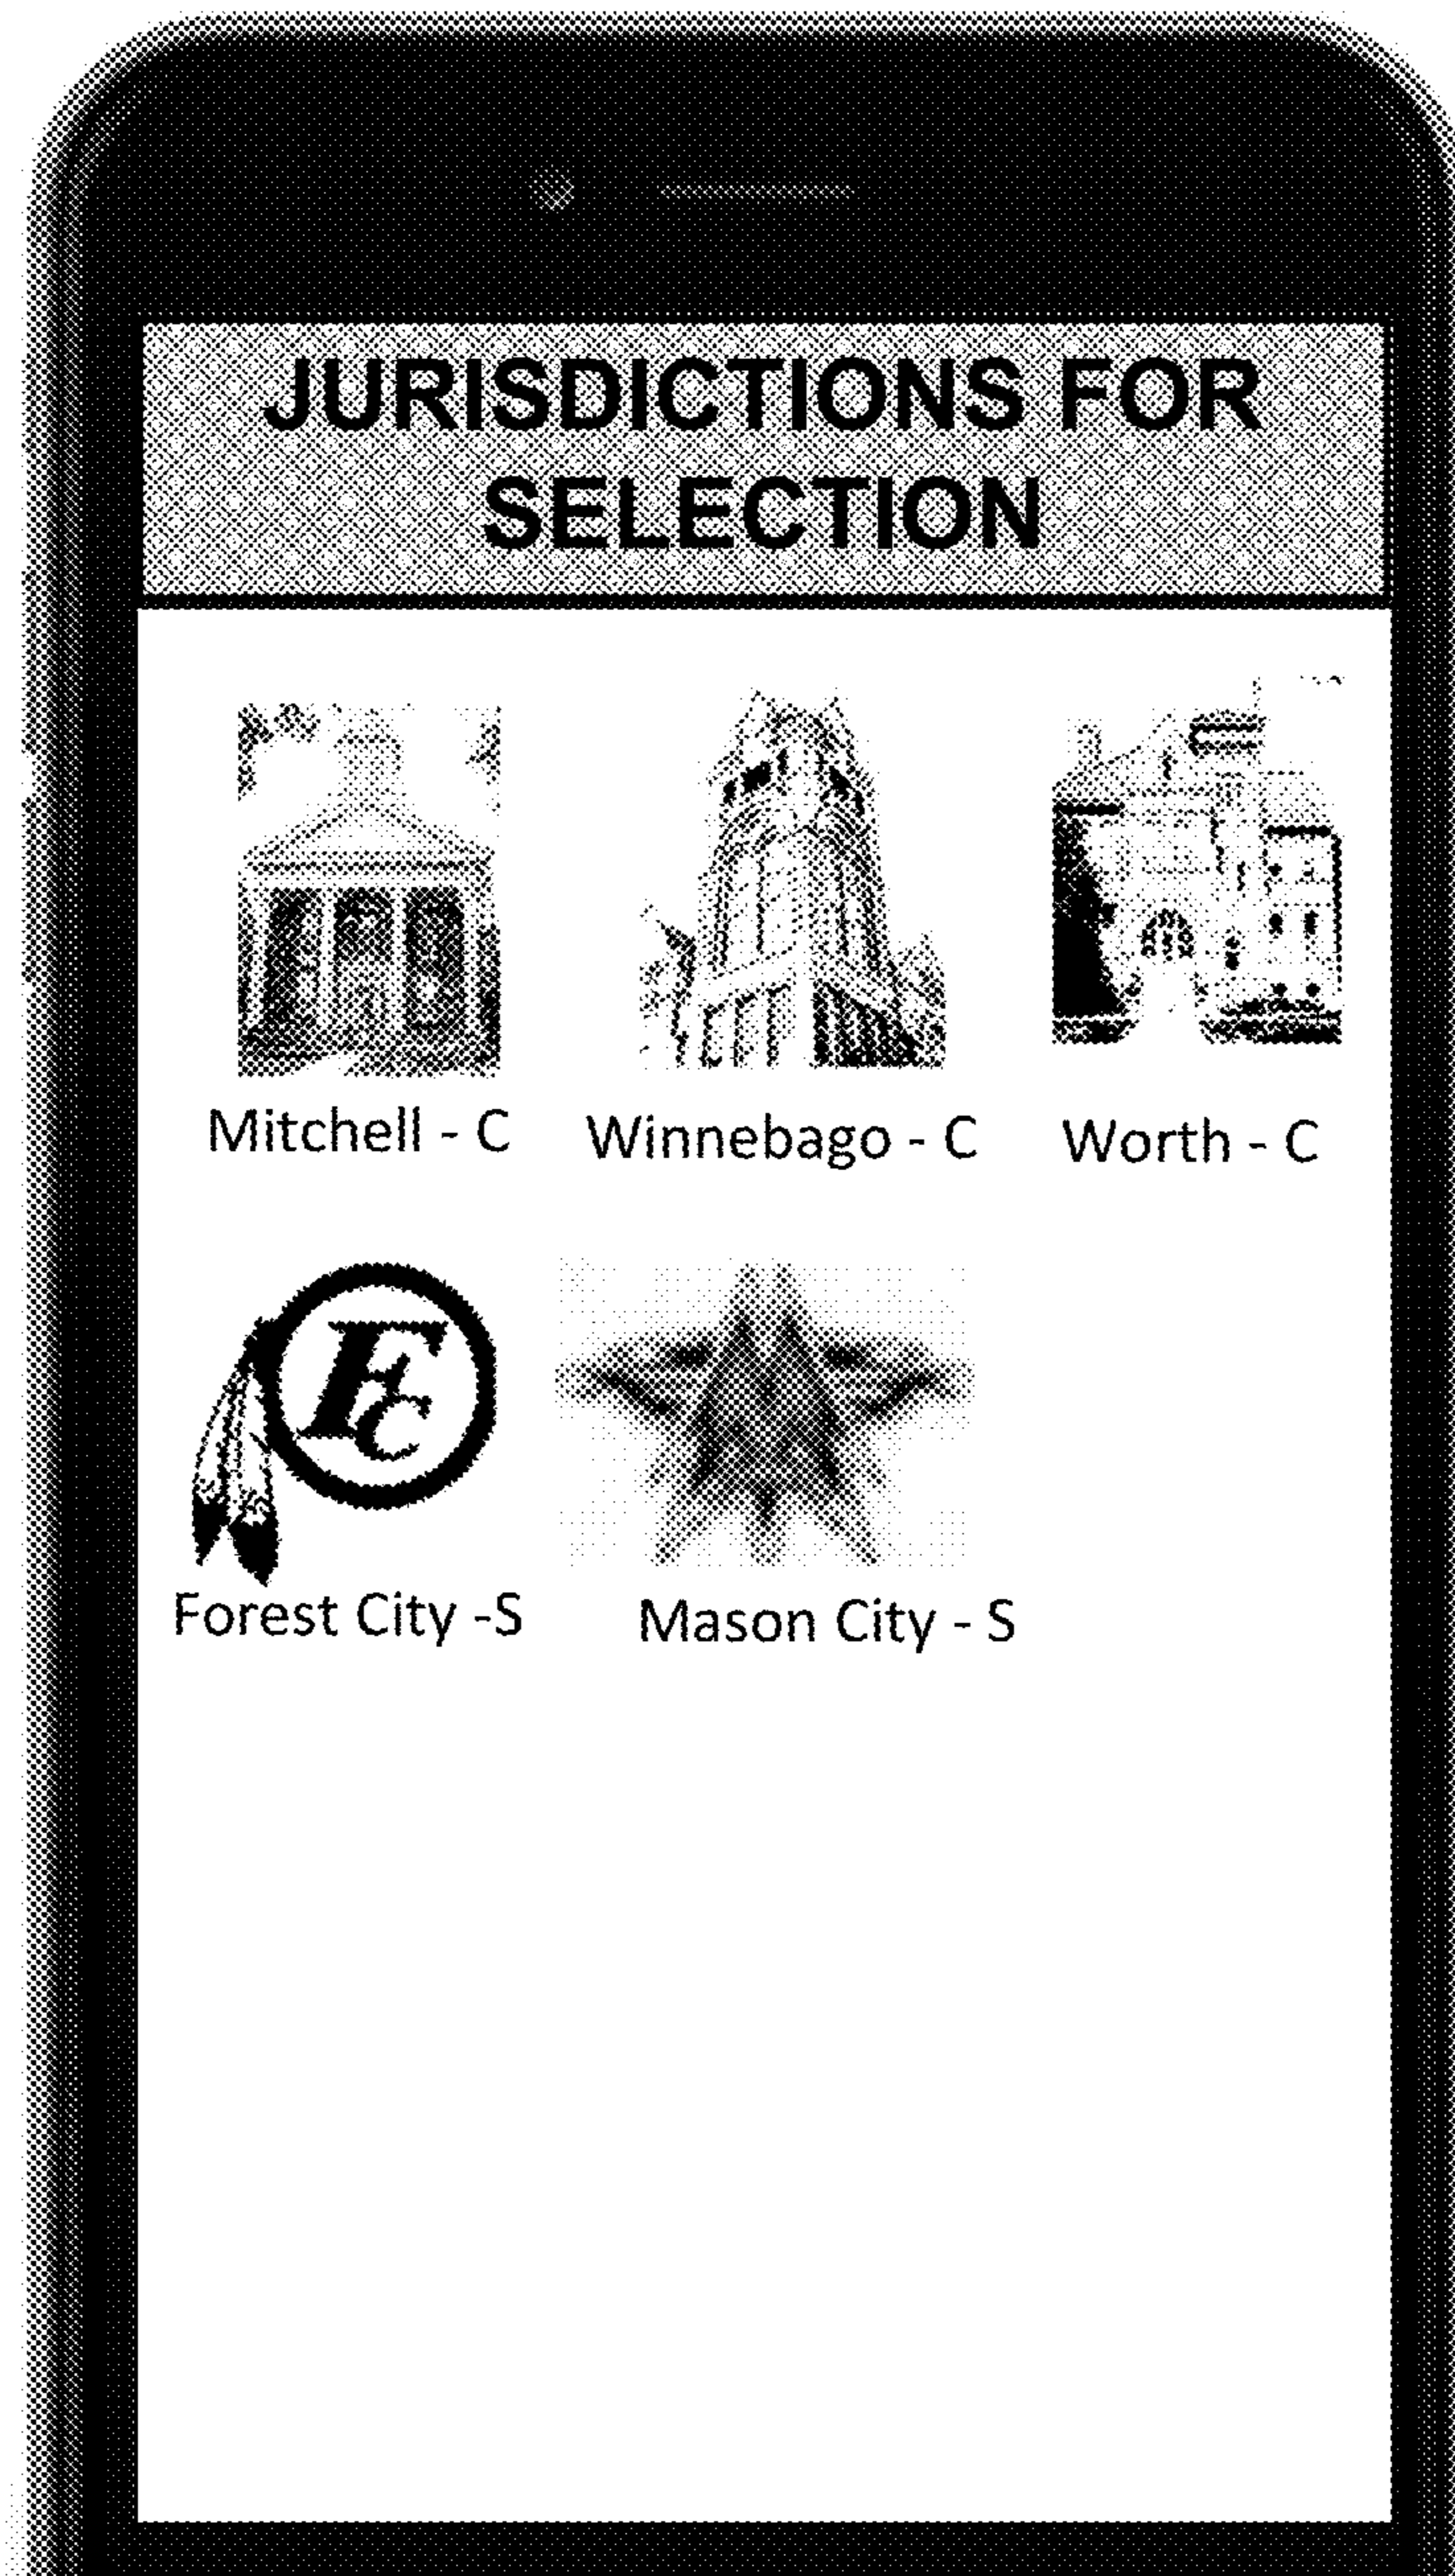 JURISDICTIONS FOR
SELECTION
Mitchell - C
Winnebago - C
Worth - C
FC
Forest City -S
Mason City - S